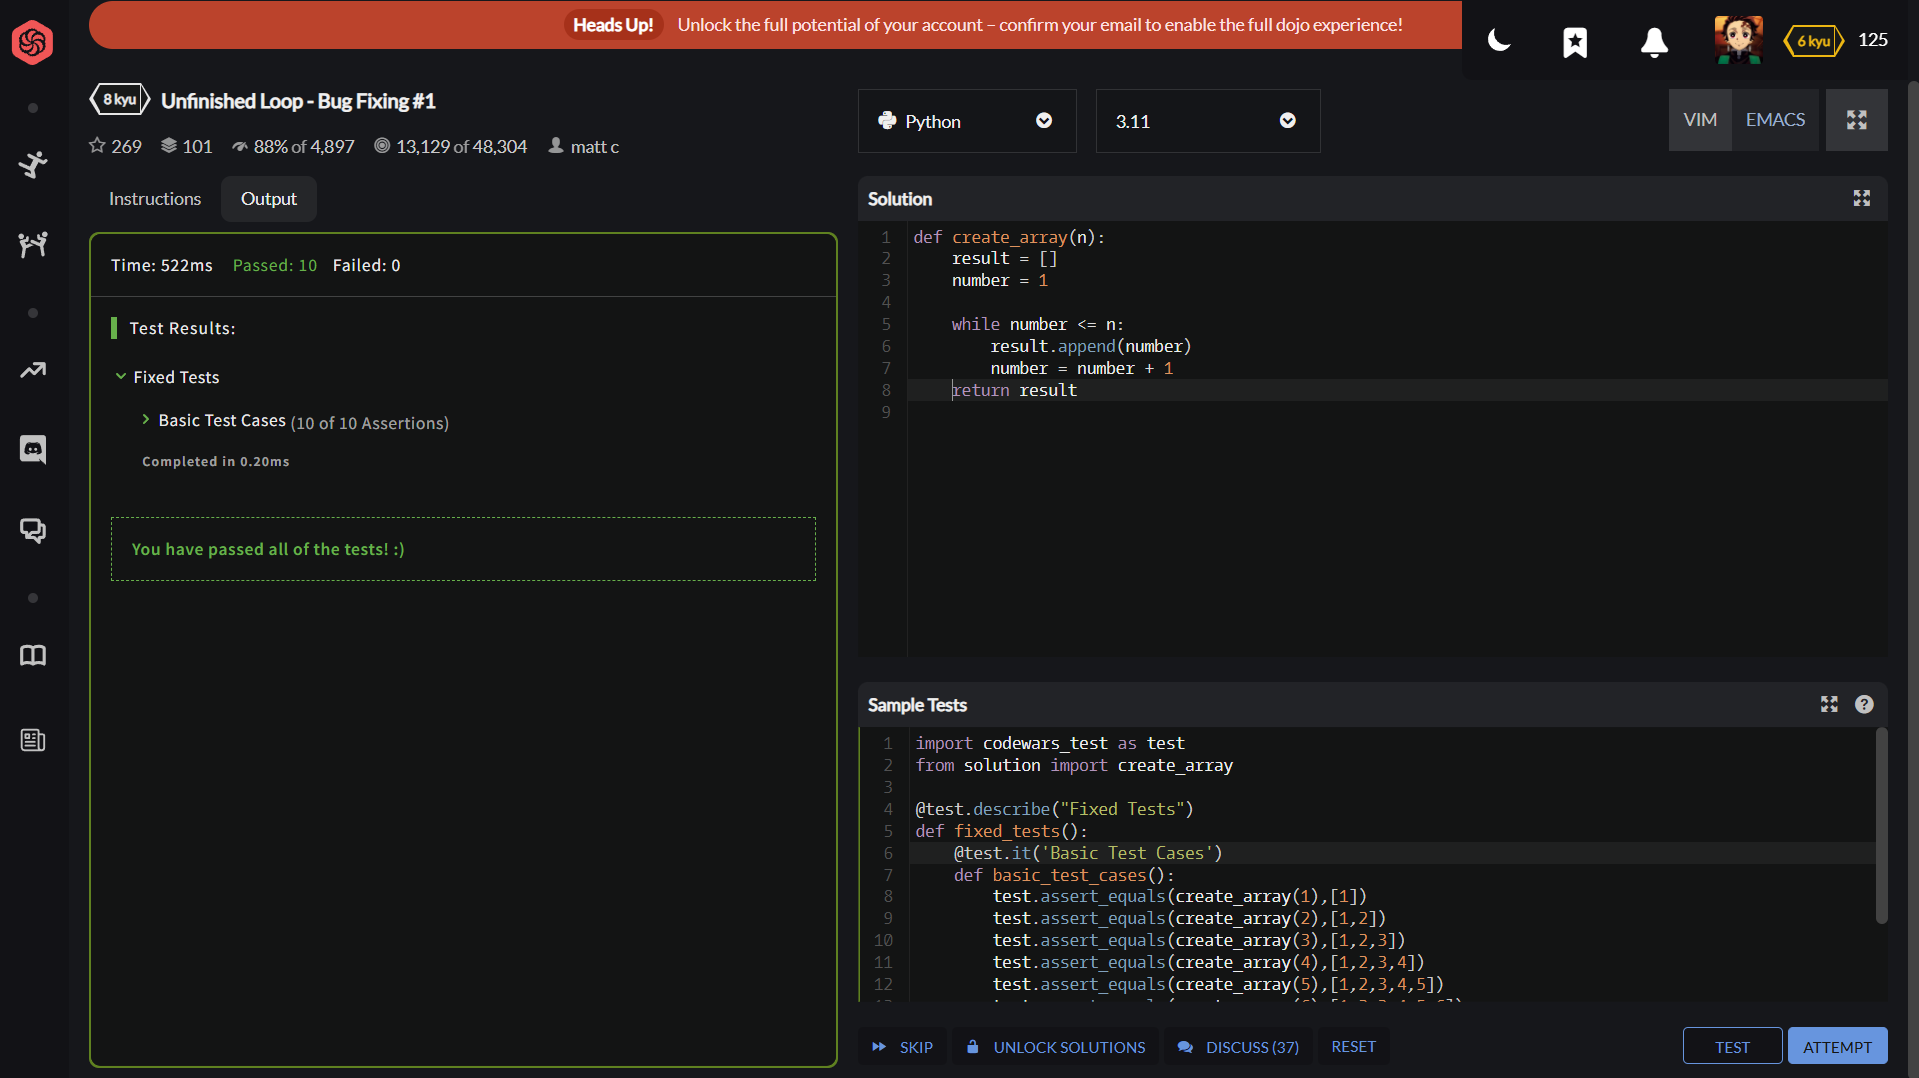 Heads Up! Unlock the full potential of your account – confirm your email to enable the full dojo experience!
6 kyu 125
8 kyu Unfinished Loop - Bug Fixing #1
269 101 88% of 4,897 13,129 of 48,304 matt c
Instructions Output
Time: 522ms Passed: 10 Failed: 0
Test Results:
Fixed Tests
Basic Test Cases (10 of 10 Assertions)
Completed in 0.20ms
You have passed all of the tests! :)
Python 3.11 VIM EMACS
Solution
1 def create_array(n):
2     result = []
3     number = 1
4
5     while number <= n:
6         result.append(number)
7         number = number + 1
8     return result
9
Sample Tests
1 import codewars_test as test
2 from solution import create_array
3
4 @test.describe("Fixed Tests")
5 def fixed_tests():
6     @test.it('Basic Test Cases')
7     def basic_test_cases():
8         test.assert_equals(create_array(1),[1])
9         test.assert_equals(create_array(2),[1,2])
10         test.assert_equals(create_array(3),[1,2,3])
11         test.assert_equals(create_array(4),[1,2,3,4])
12         test.assert_equals(create_array(5),[1,2,3,4,5])
SKIP UNLOCK SOLUTIONS DISCUSS (37) RESET TEST ATTEMPT